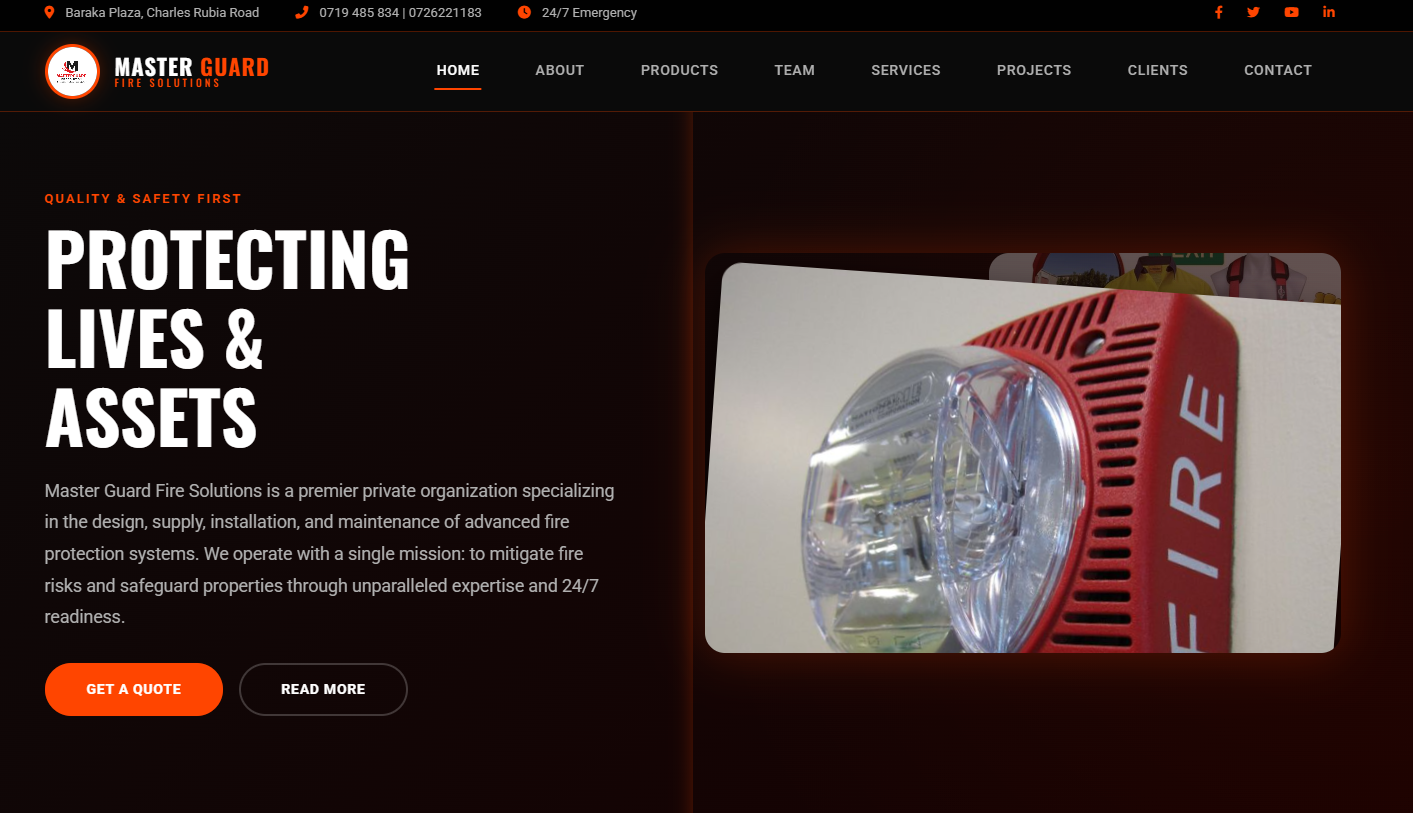 Baraka Plaza, Charles Rubia Road
0719 485 834 | 0726221183
24/7 Emergency
MASTER GUARD
FIRE SOLUTIONS
HOME
ABOUT
PRODUCTS
TEAM
SERVICES
PROJECTS
CLIENTS
CONTACT
QUALITY & SAFETY FIRST
PROTECTING
LIVES &
ASSETS
Master Guard Fire Solutions is a premier private organization specializing
in the design, supply, installation, and maintenance of advanced fire
protection systems. We operate with a single mission: to mitigate fire
risks and safeguard properties through unparalleled expertise and 24/7
readiness.
GET A QUOTE
READ MORE
EXIT
FIRE